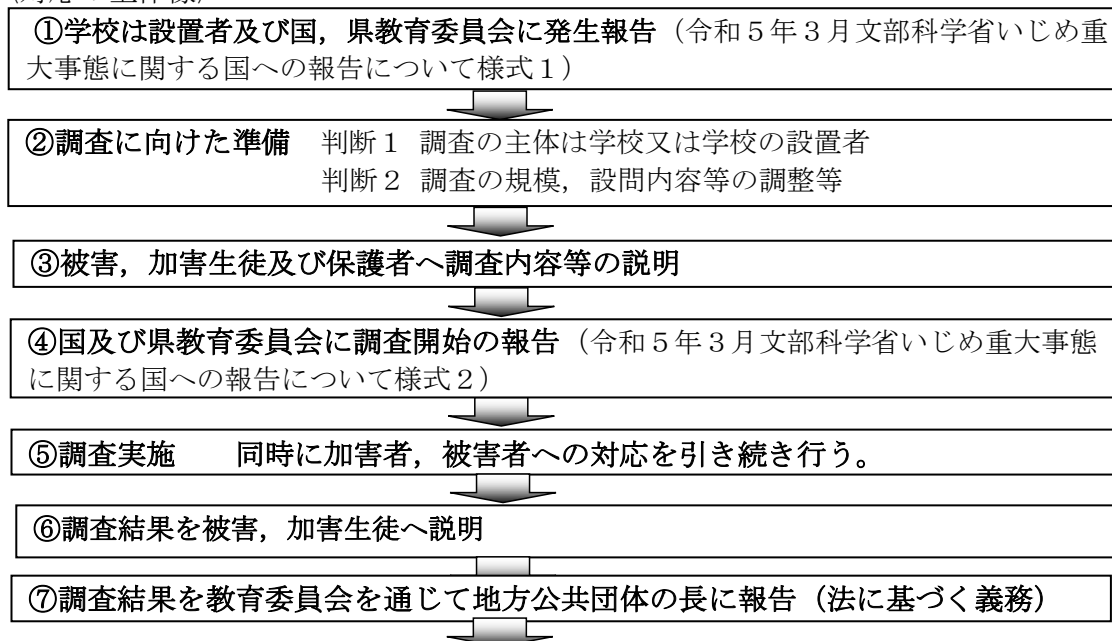 ①学校は設置者及び国，県教育委員会に発生報告（令和５年３月文部科学省いじめ重
大事態に関する国への報告について様式１）
②調査に向けた準備　判断１　調査の主体は学校又は学校の設置者
判断２　調査の規模，設問内容等の調整等
③被害，加害生徒及び保護者へ調査内容等の説明
④国及び県教育委員会に調査開始の報告（令和５年３月文部科学省いじめ重大事態
に関する国への報告について様式２）
⑤調査実施　　同時に加害者，被害者への対応を引き続き行う。
⑥調査結果を被害，加害生徒へ説明
⑦調査結果を教育委員会を通じて地方公共団体の長に報告（法に基づく義務）